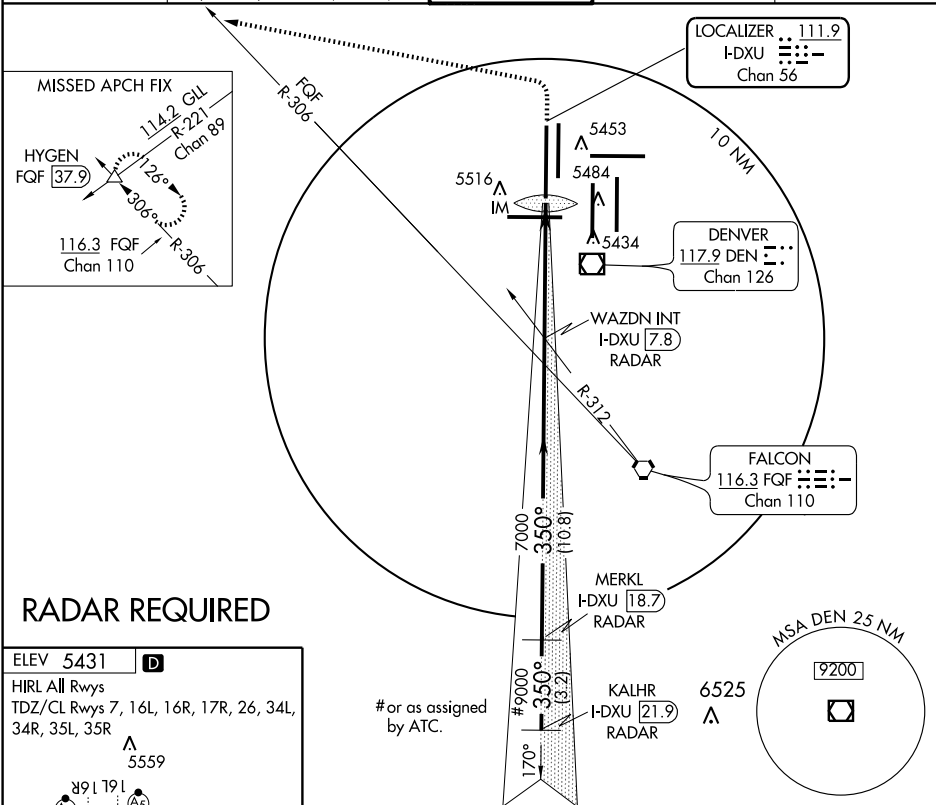 LOCALIZER 111.9
I-DXU
Chan 56
MISSED APCH FIX
114.2 GLL
R-221
Chan 89
HYGEN
FQF 37.9
126°
306°
116.3 FQF
Chan 110
R-306
FQF
R-306
10 NM
5453
5516
IM
5484
5434
DENVER
117.9 DEN
Chan 126
WAZDN INT
I-DXU 7.8
RADAR
R-312
FALCON
116.3 FQF
Chan 110
7000
350°
(10.8)
MERKL
I-DXU 18.7
RADAR
RADAR REQUIRED
MSA DEN 25 NM
9200
#9000
350°
(3.2)
KALHR
I-DXU 21.9
RADAR
6525
# or as assigned
by ATC.
170°
ELEV 5431 D
HIRL All Rwys
TDZ/CL Rwys 7, 16L, 16R, 17R, 26, 34L,
34R, 35L, 35R
5559
16R 16L
A5